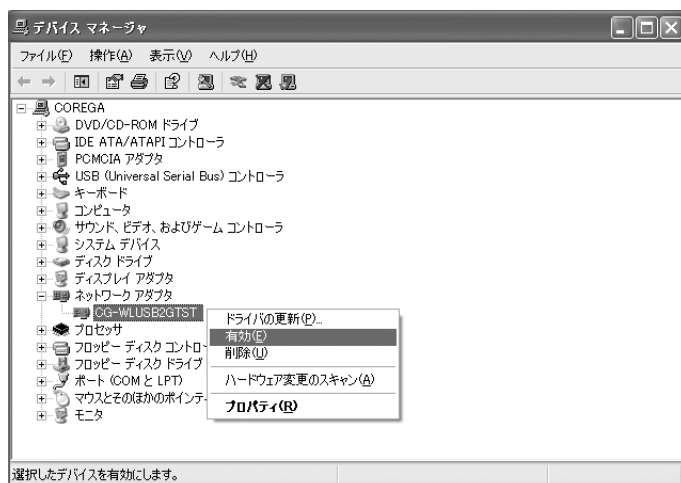 デバイス マネージャ
ファイル(F) 操作(A) 表示(V) ヘルプ(H)
COREGA
DVD/CD-ROM ドライブ
IDE ATA/ATAPI コントローラ
PCMCIA アダプタ
USB (Universal Serial Bus) コントローラ
キーボード
コンピュータ
サウンド、ビデオ、およびゲーム コントローラ
システム デバイス
ディスク ドライブ
ディスプレイ アダプタ
ネットワーク アダプタ
CG-WLUSB2GTST
プロセッサ
フロッピー ディスク コントロー
フロッピー ディスク ドライブ
ポート (COM と LPT)
マウスとそのほかのポインテ
モニタ
ドライバの更新(P)...
有効(E)
削除(U)
ハードウェア変更のスキャン(A)
プロパティ(R)
選択したデバイスを有効にします。